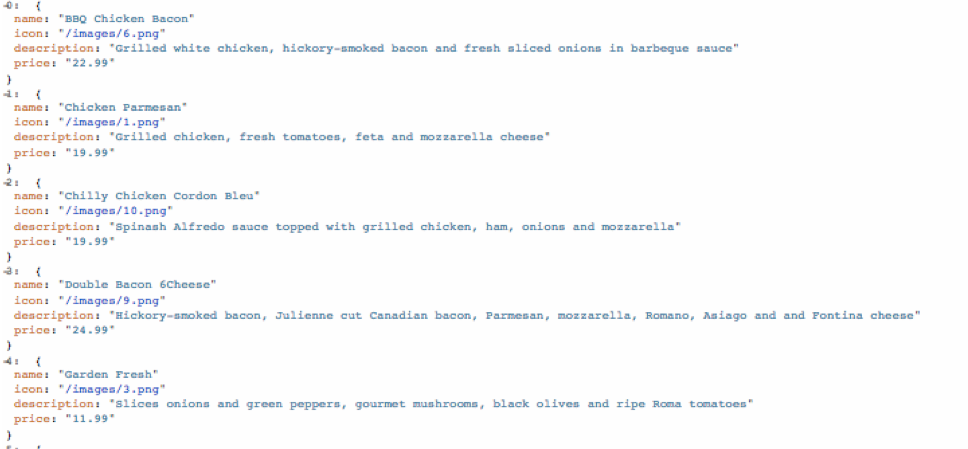 -0: {
name: "BBQ Chicken Bacon"
icon: "/images/6.png"
description: "Grilled white chicken, hickory-smoked bacon and fresh sliced onions in barbeque sauce"
price: "22.99"
}
-1: {
name: "Chicken Parmesan"
icon: "/images/1.png"
description: "Grilled chicken, fresh tomatoes, feta and mozzarella cheese"
price: "19.99"
}
-2: {
name: "Chilly Chicken Cordon Bleu"
icon: "/images/10.png"
description: "Spinash Alfredo sauce topped with grilled chicken, ham, onions and mozzarella"
price: "19.99"
}
-3: {
name: "Double Bacon 6Cheese"
icon: "/images/9.png"
description: "Hickory-smoked bacon, Julienne cut Canadian bacon, Parmesan, mozzarella, Romano, Asiago and and Fontina cheese"
price: "24.99"
}
-4: {
name: "Garden Fresh"
icon: "/images/3.png"
description: "Slices onions and green peppers, gourmet mushrooms, black olives and ripe Roma tomatoes"
price: "11.99"
}